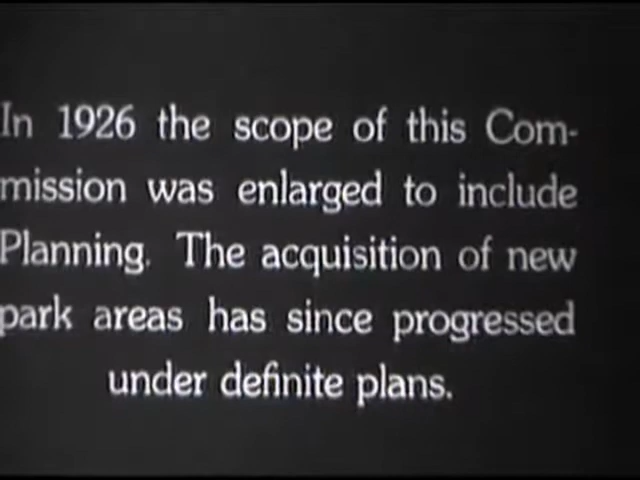 In 1926 the scope of this Com-
mission was enlarged to include
Planning. The acquisition of new
park areas has since progressed
under definite plans.